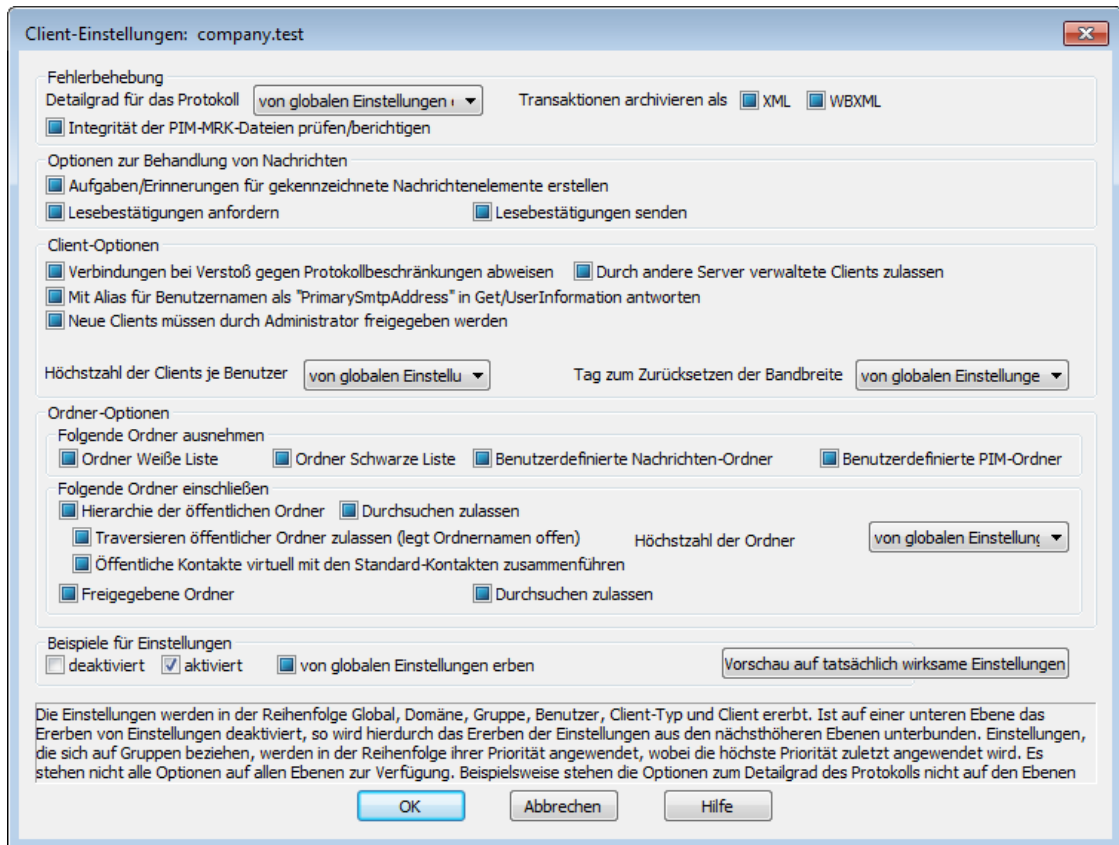 Client-Einstellungen: company.test
Fehlerbehebung
Detailgrad für das Protokoll von globalen Einstellungen Transaktionen archivieren als XML WBXML
Integrität der PIM-MRK-Dateien prüfen/berichtigen
Optionen zur Behandlung von Nachrichten
Aufgaben/Erinnerungen für gekennzeichnete Nachrichtenelemente erstellen
Lesebestätigungen anfordern Lesebestätigungen senden
Client-Optionen
Verbindungen bei Verstoß gegen Protokollbeschränkungen abweisen Durch andere Server verwaltete Clients zulassen
Mit Alias für Benutzernamen als "PrimarySmtpAddress" in Get/UserInformation antworten
Neue Clients müssen durch Administrator freigegeben werden
Höchstzahl der Clients je Benutzer von globalen Einstellu Tag zum Zurücksetzen der Bandbreite von globalen Einstellunge
Ordner-Optionen
Folgende Ordner ausnehmen
Ordner Weiße Liste Ordner Schwarze Liste Benutzerdefinierte Nachrichten-Ordner Benutzerdefinierte PIM-Ordner
Folgende Ordner einschließen
Hierarchie der öffentlichen Ordner Durchsuchen zulassen
Traversieren öffentlicher Ordner zulassen (legt Ordnernamen offen) Höchstzahl der Ordner von globalen Einstellung
Öffentliche Kontakte virtuell mit den Standard-Kontakten zusammenführen
Freigegebene Ordner Durchsuchen zulassen
Beispiele für Einstellungen
deaktiviert aktiviert von globalen Einstellungen erben Vorschau auf tatsächlich wirksame Einstellungen
Die Einstellungen werden in der Reihenfolge Global, Domäne, Gruppe, Benutzer, Client-Typ und Client ererbt. Ist auf einer unteren Ebene das
Ererben von Einstellungen deaktiviert, so wird hierdurch das Ererben der Einstellungen aus den nächsthöheren Ebenen unterbunden. Einstellungen,
die sich auf Gruppen beziehen, werden in der Reihenfolge ihrer Priorität angewendet, wobei die höchste Priorität zuletzt angewendet wird. Es
stehen nicht alle Optionen auf allen Ebenen zur Verfügung. Beispielsweise stehen die Optionen zum Detailgrad des Protokolls nicht auf den Ebenen
OK Abbrechen Hilfe